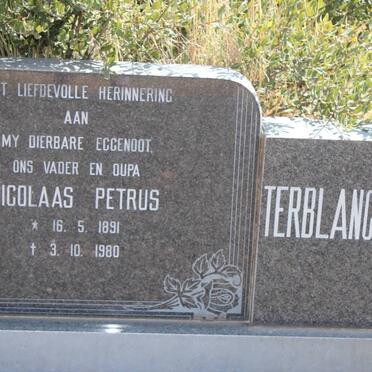 T LIEFDEVOLLE HERINNERING
AAN
MY DIERBARE EGGENOOT,
ONS VADER EN OUPA
ICOLAAS PETRUS
* 16. 5. 1891
† 3. 10. 1980
TERBLANC